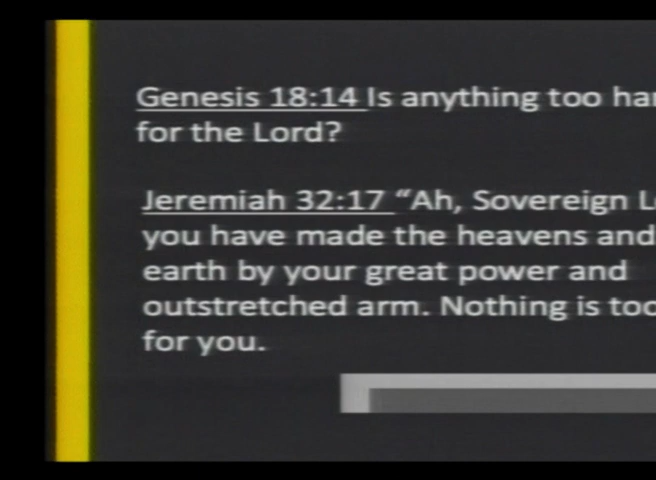 Genesis 18:14 Is anything too
for the Lord?
Jeremiah 32:17 “Ah, Sovereign
you have made the heavens and
earth by your great power and
outstretched arm. Nothing is too
for you.